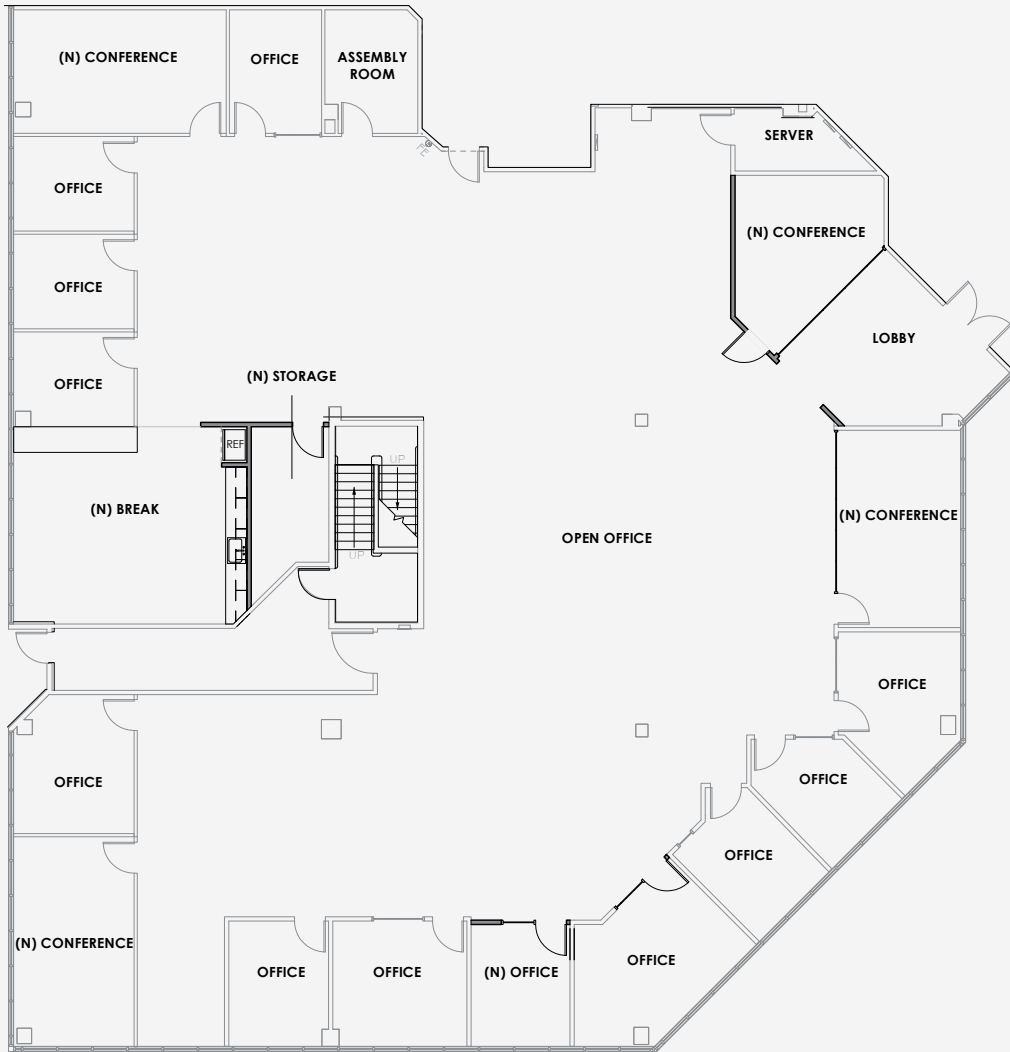 (N) CONFERENCE
OFFICE
ASSEMBLY
ROOM
FE
SERVER
OFFICE
(N) CONFERENCE
OFFICE
LOBBY
OFFICE
(N) STORAGE
REF
UP
(N) BREAK
(N) CONFERENCE
OPEN OFFICE
UP
OFFICE
OFFICE
OFFICE
OFFICE
(N) CONFERENCE
OFFICE
OFFICE
(N) OFFICE
OFFICE